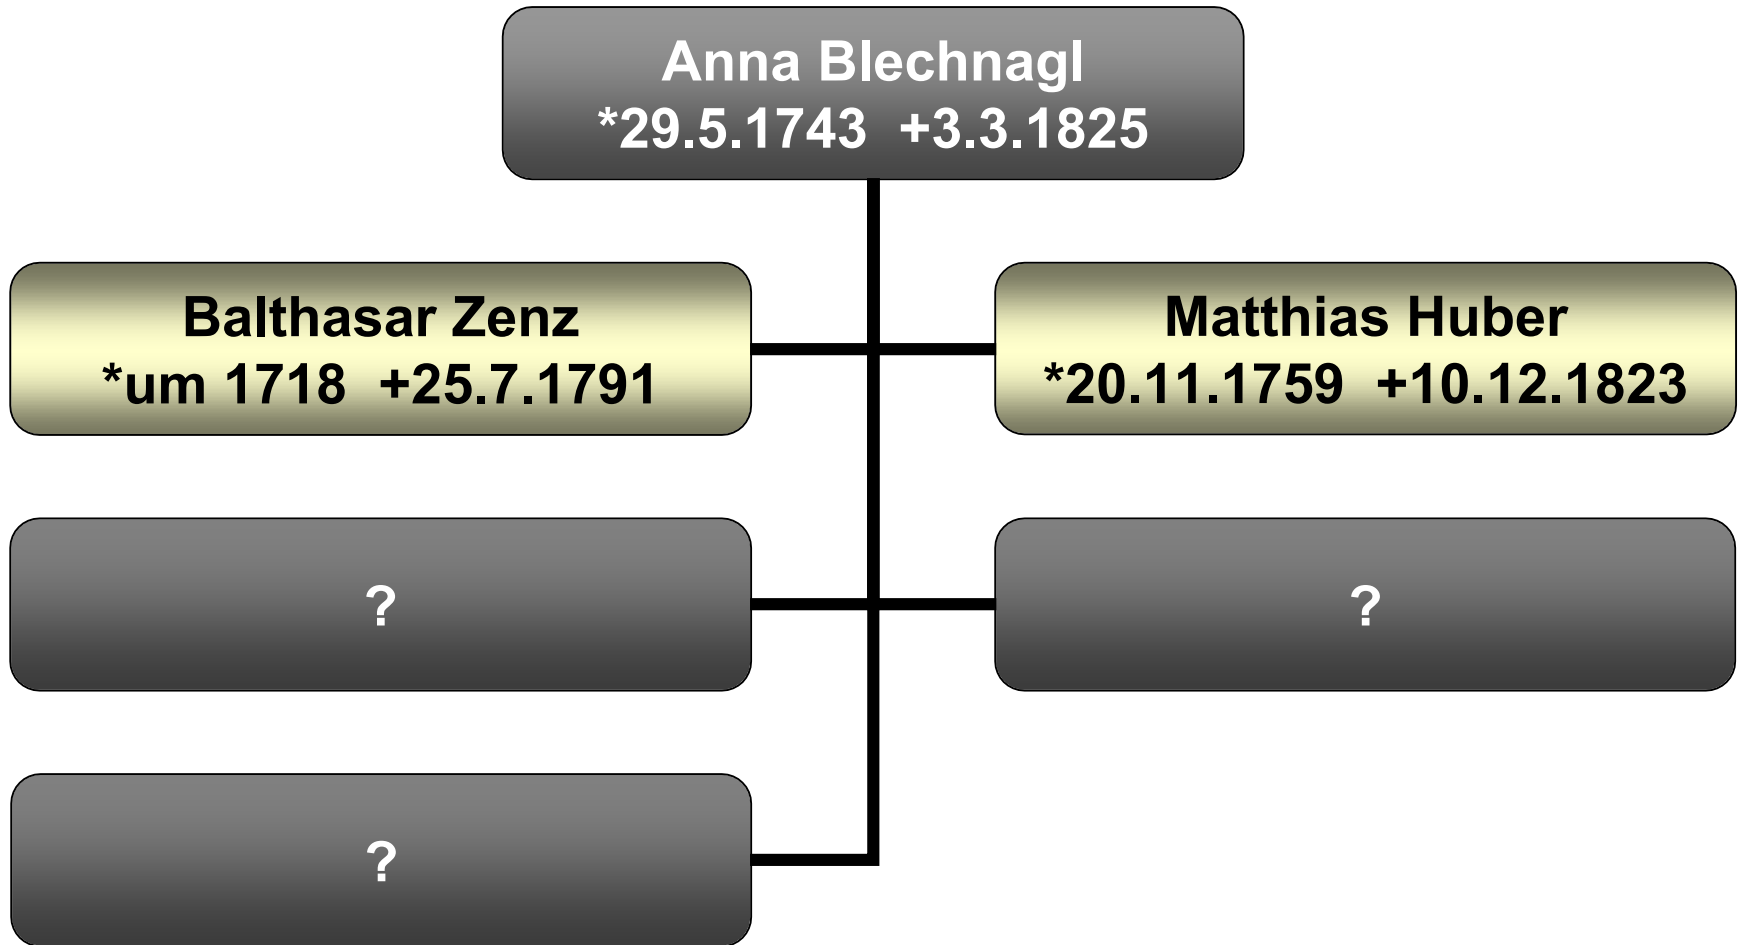 Anna Blechnagl
*29.5.1743 +3.3.1825
Balthasar Zenz
*um 1718 +25.7.1791
Matthias Huber
*20.11.1759 +10.12.1823
?
?
?